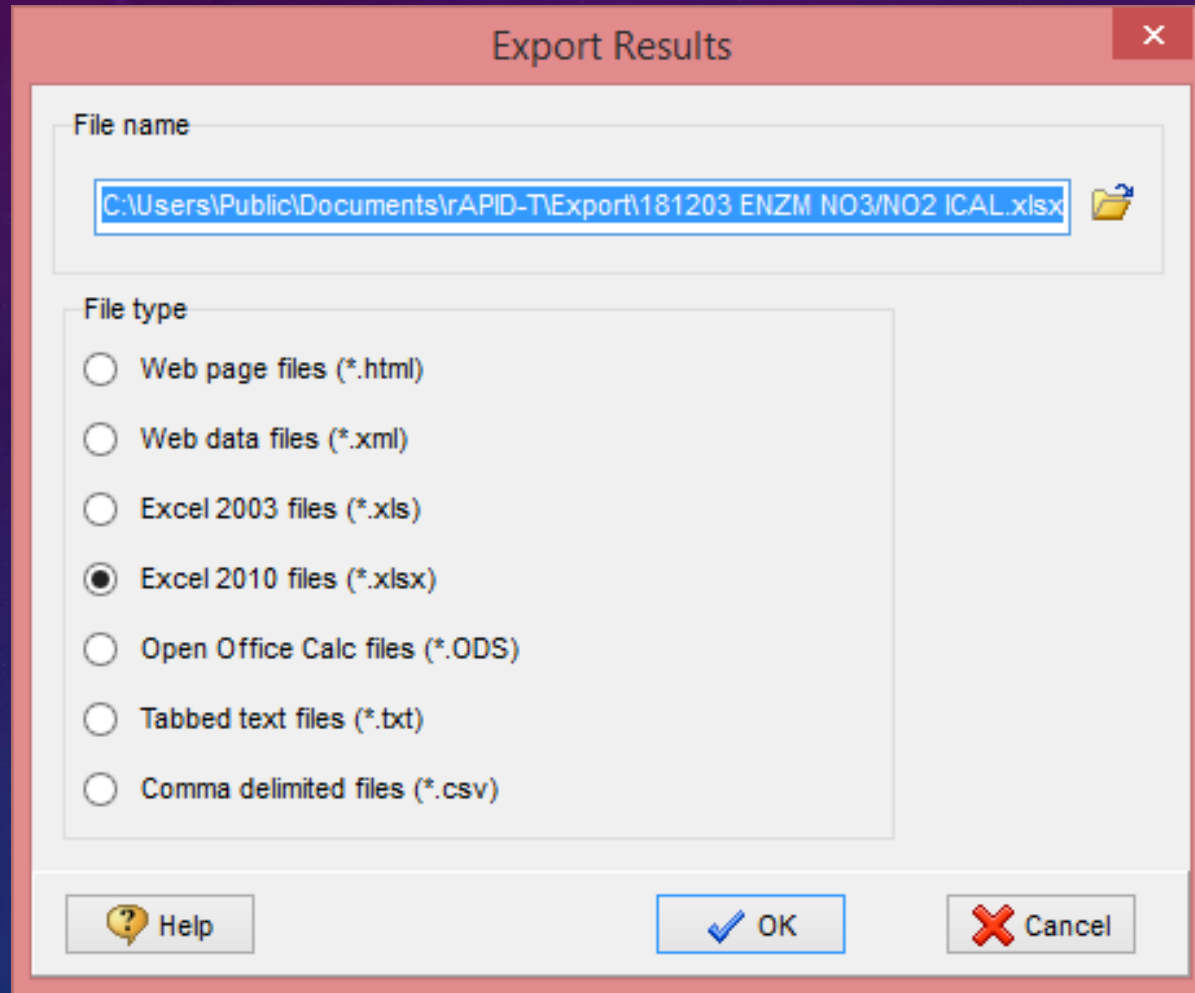 Export Results
File name
C:\Users\Public\Documents\rAPID-T\Export\181203 ENZM NO3/NO2 ICAL.xlsx
File type
Web page files (*.html)
Web data files (*.xml)
Excel 2003 files (*.xls)
Excel 2010 files (*.xlsx)
Open Office Calc files (*.ODS)
Tabbed text files (*.txt)
Comma delimited files (*.csv)
Help OK Cancel